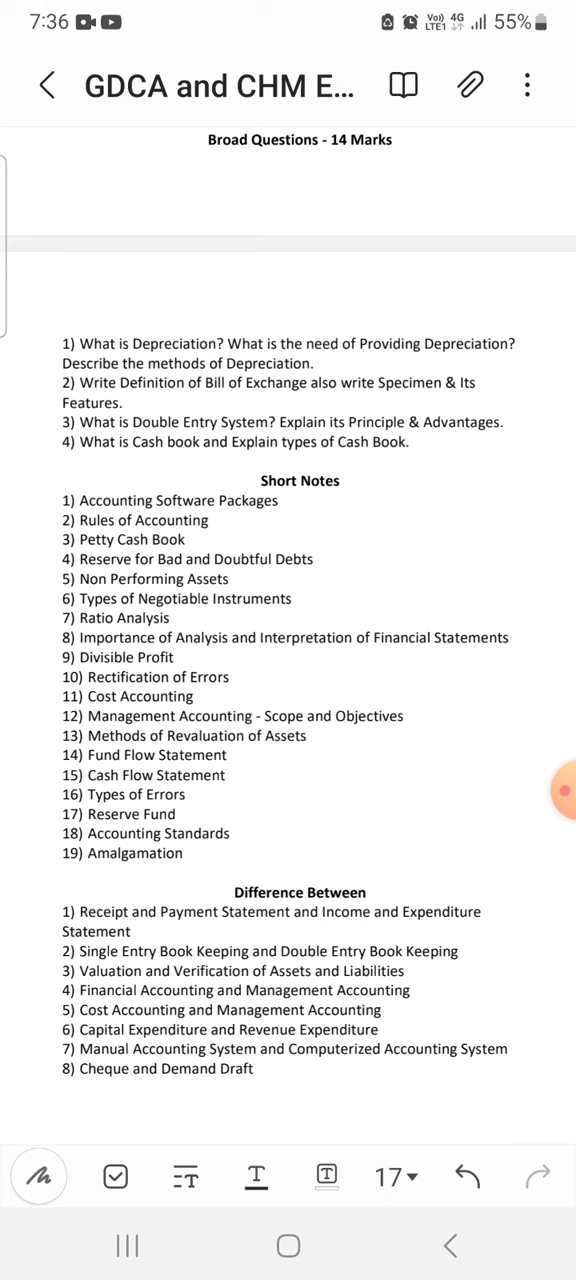 7:36
Vo)) 4G
LTE1
55%
GDCA and CHM E...
Broad Questions - 14 Marks
1) What is Depreciation? What is the need of Providing Depreciation?
Describe the methods of Depreciation.
2) Write Definition of Bill of Exchange also write Specimen & Its
Features.
3) What is Double Entry System? Explain its Principle & Advantages.
4) What is Cash book and Explain types of Cash Book.
Short Notes
1) Accounting Software Packages
2) Rules of Accounting
3) Petty Cash Book
4) Reserve for Bad and Doubtful Debts
5) Non Performing Assets
6) Types of Negotiable Instruments
7) Ratio Analysis
8) Importance of Analysis and Interpretation of Financial Statements
9) Divisible Profit
10) Rectification of Errors
11) Cost Accounting
12) Management Accounting - Scope and Objectives
13) Methods of Revaluation of Assets
14) Fund Flow Statement
15) Cash Flow Statement
16) Types of Errors
17) Reserve Fund
18) Accounting Standards
19) Amalgamation
Difference Between
1) Receipt and Payment Statement and Income and Expenditure
Statement
2) Single Entry Book Keeping and Double Entry Book Keeping
3) Valuation and Verification of Assets and Liabilities
4) Financial Accounting and Management Accounting
5) Cost Accounting and Management Accounting
6) Capital Expenditure and Revenue Expenditure
7) Manual Accounting System and Computerized Accounting System
8) Cheque and Demand Draft
T T T 17